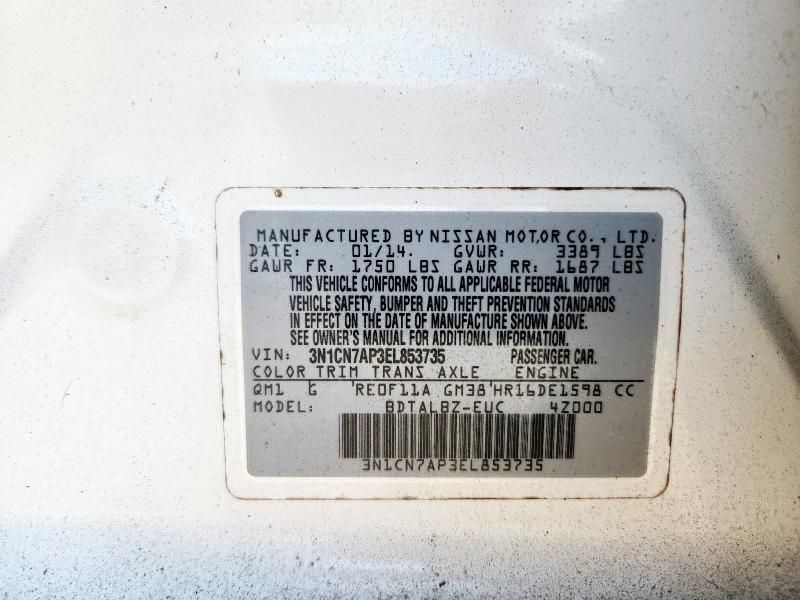 MANUFACTURED BY NISSAN MOTOR CO., LTD.
DATE: 01/14. GVWR: 3389 LBS
GAWR FR: 1750 LBS GAWR RR: 1687 LBS
THIS VEHICLE CONFORMS TO ALL APPLICABLE FEDERAL MOTOR
VEHICLE SAFETY, BUMPER AND THEFT PREVENTION STANDARDS
IN EFFECT ON THE DATE OF MANUFACTURE SHOWN ABOVE.
SEE OWNER'S MANUAL FOR ADDITIONAL INFORMATION.
VIN: 3N1CN7AP3EL853735 PASSENGER CAR.
COLOR TRIM TRANS AXLE ENGINE
QM1 G RE0F11A GM38 HR16DE1598 CC
MODEL: BDTALBZ-EUC 4Z000
3N1CN7AP3EL853735